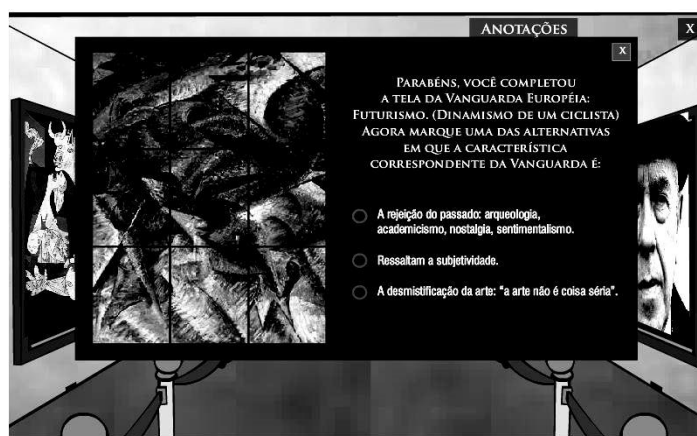 ANOTAÇÕES X
X
PARABÉNS, VOCÊ COMPLETOU
A TELA DA VANGUARDA EUROPÉIA:
FUTURISMO. (DINAMISMO DE UM CICLISTA)
AGORA MARQUE UMA DAS ALTERNATIVAS
EM QUE A CARACTERÍSTICA
CORRESPONDENTE DA VANGUARDA É:
A rejeição do passado: arqueologia,
academicismo, nostalgia, sentimentalismo.
Ressaltam a subjetividade.
A desmistificação da arte: "a arte não é coisa séria".